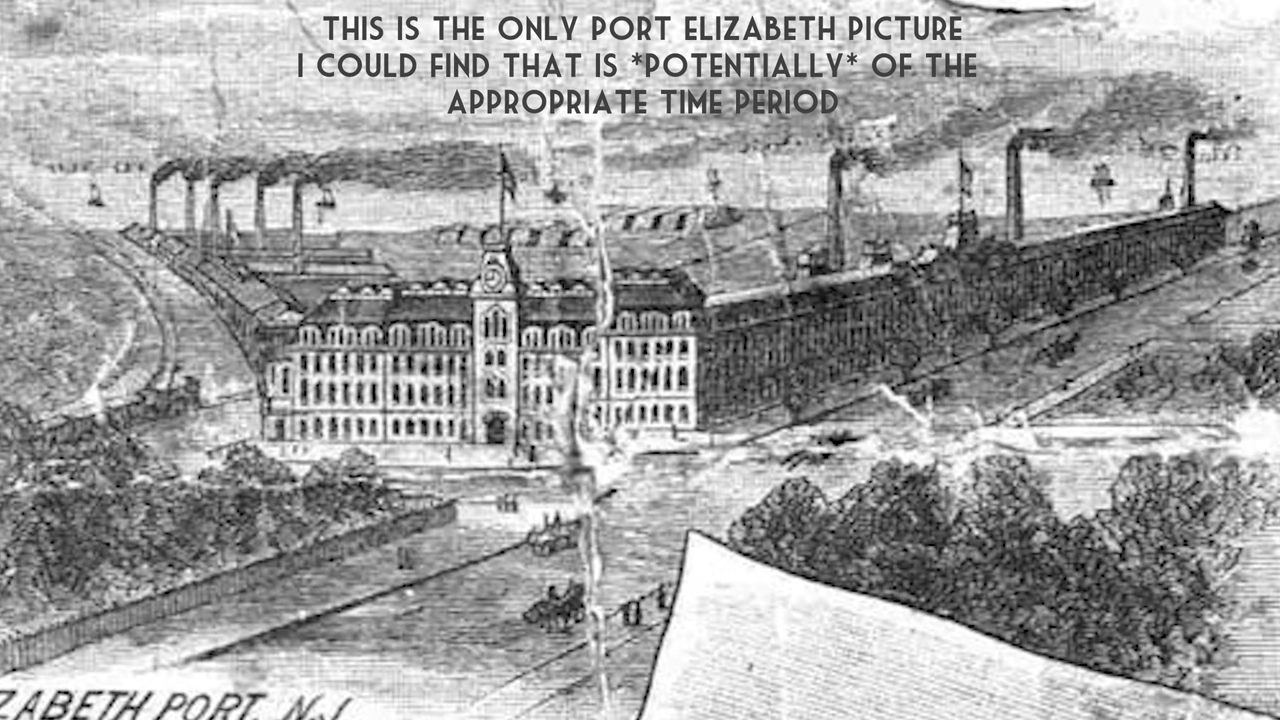 THIS IS THE ONLY PORT ELIZABETH PICTURE
I COULD FIND THAT IS *POTENTIALLY* OF THE
APPROPRIATE TIME PERIOD
ZABETH PORT, N.J.